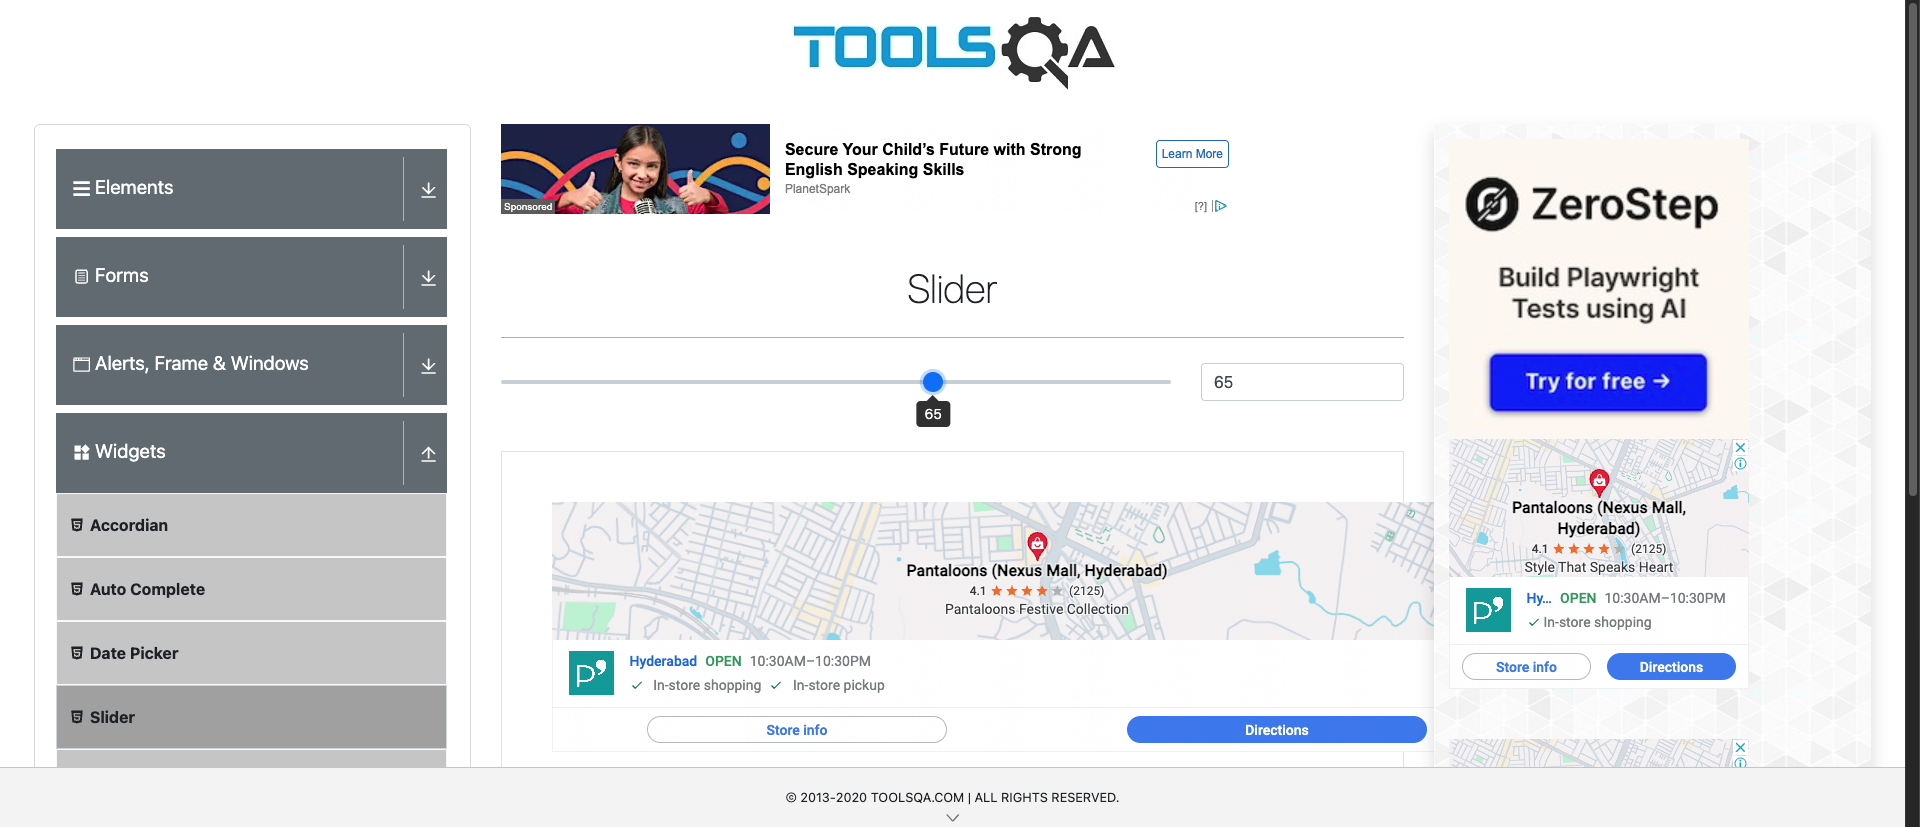 TOOLSQA
Elements
Forms
Alerts, Frame & Windows
Widgets
Accordian
Auto Complete
Date Picker
Slider
Sponsored
Secure Your Child's Future with Strong
English Speaking Skills
PlanetSpark
Learn More
[?]
Slider
65
65
Pantaloons (Nexus Mall, Hyderabad)
4.1 (2125)
Pantaloons Festive Collection
P'
Hyderabad OPEN 10:30AM–10:30PM
✓ In-store shopping ✓ In-store pickup
Store info
Directions
ZeroStep
Build Playwright
Tests using AI
Try for free →
Pantaloons (Nexus Mall,
Hyderabad)
4.1 (2125)
Style That Speaks Heart
P'
Hy... OPEN 10:30AM–10:30PM
✓ In-store shopping
Store info
Directions
© 2013-2020 TOOLSQA.COM | ALL RIGHTS RESERVED.